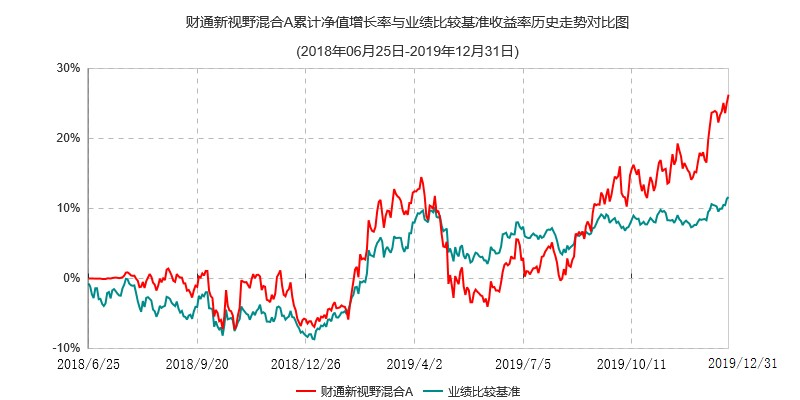 财通新视野混合A累计净值增长率与业绩比较基准收益率历史走势对比图
(2018年06月25日-2019年12月31日)
30%
20%
10%
0%
-10%
2018/6/25 2018/9/20 2018/12/26 2019/4/2 2019/7/5 2019/10/11 2019/12/31
财通新视野混合A 业绩比较基准